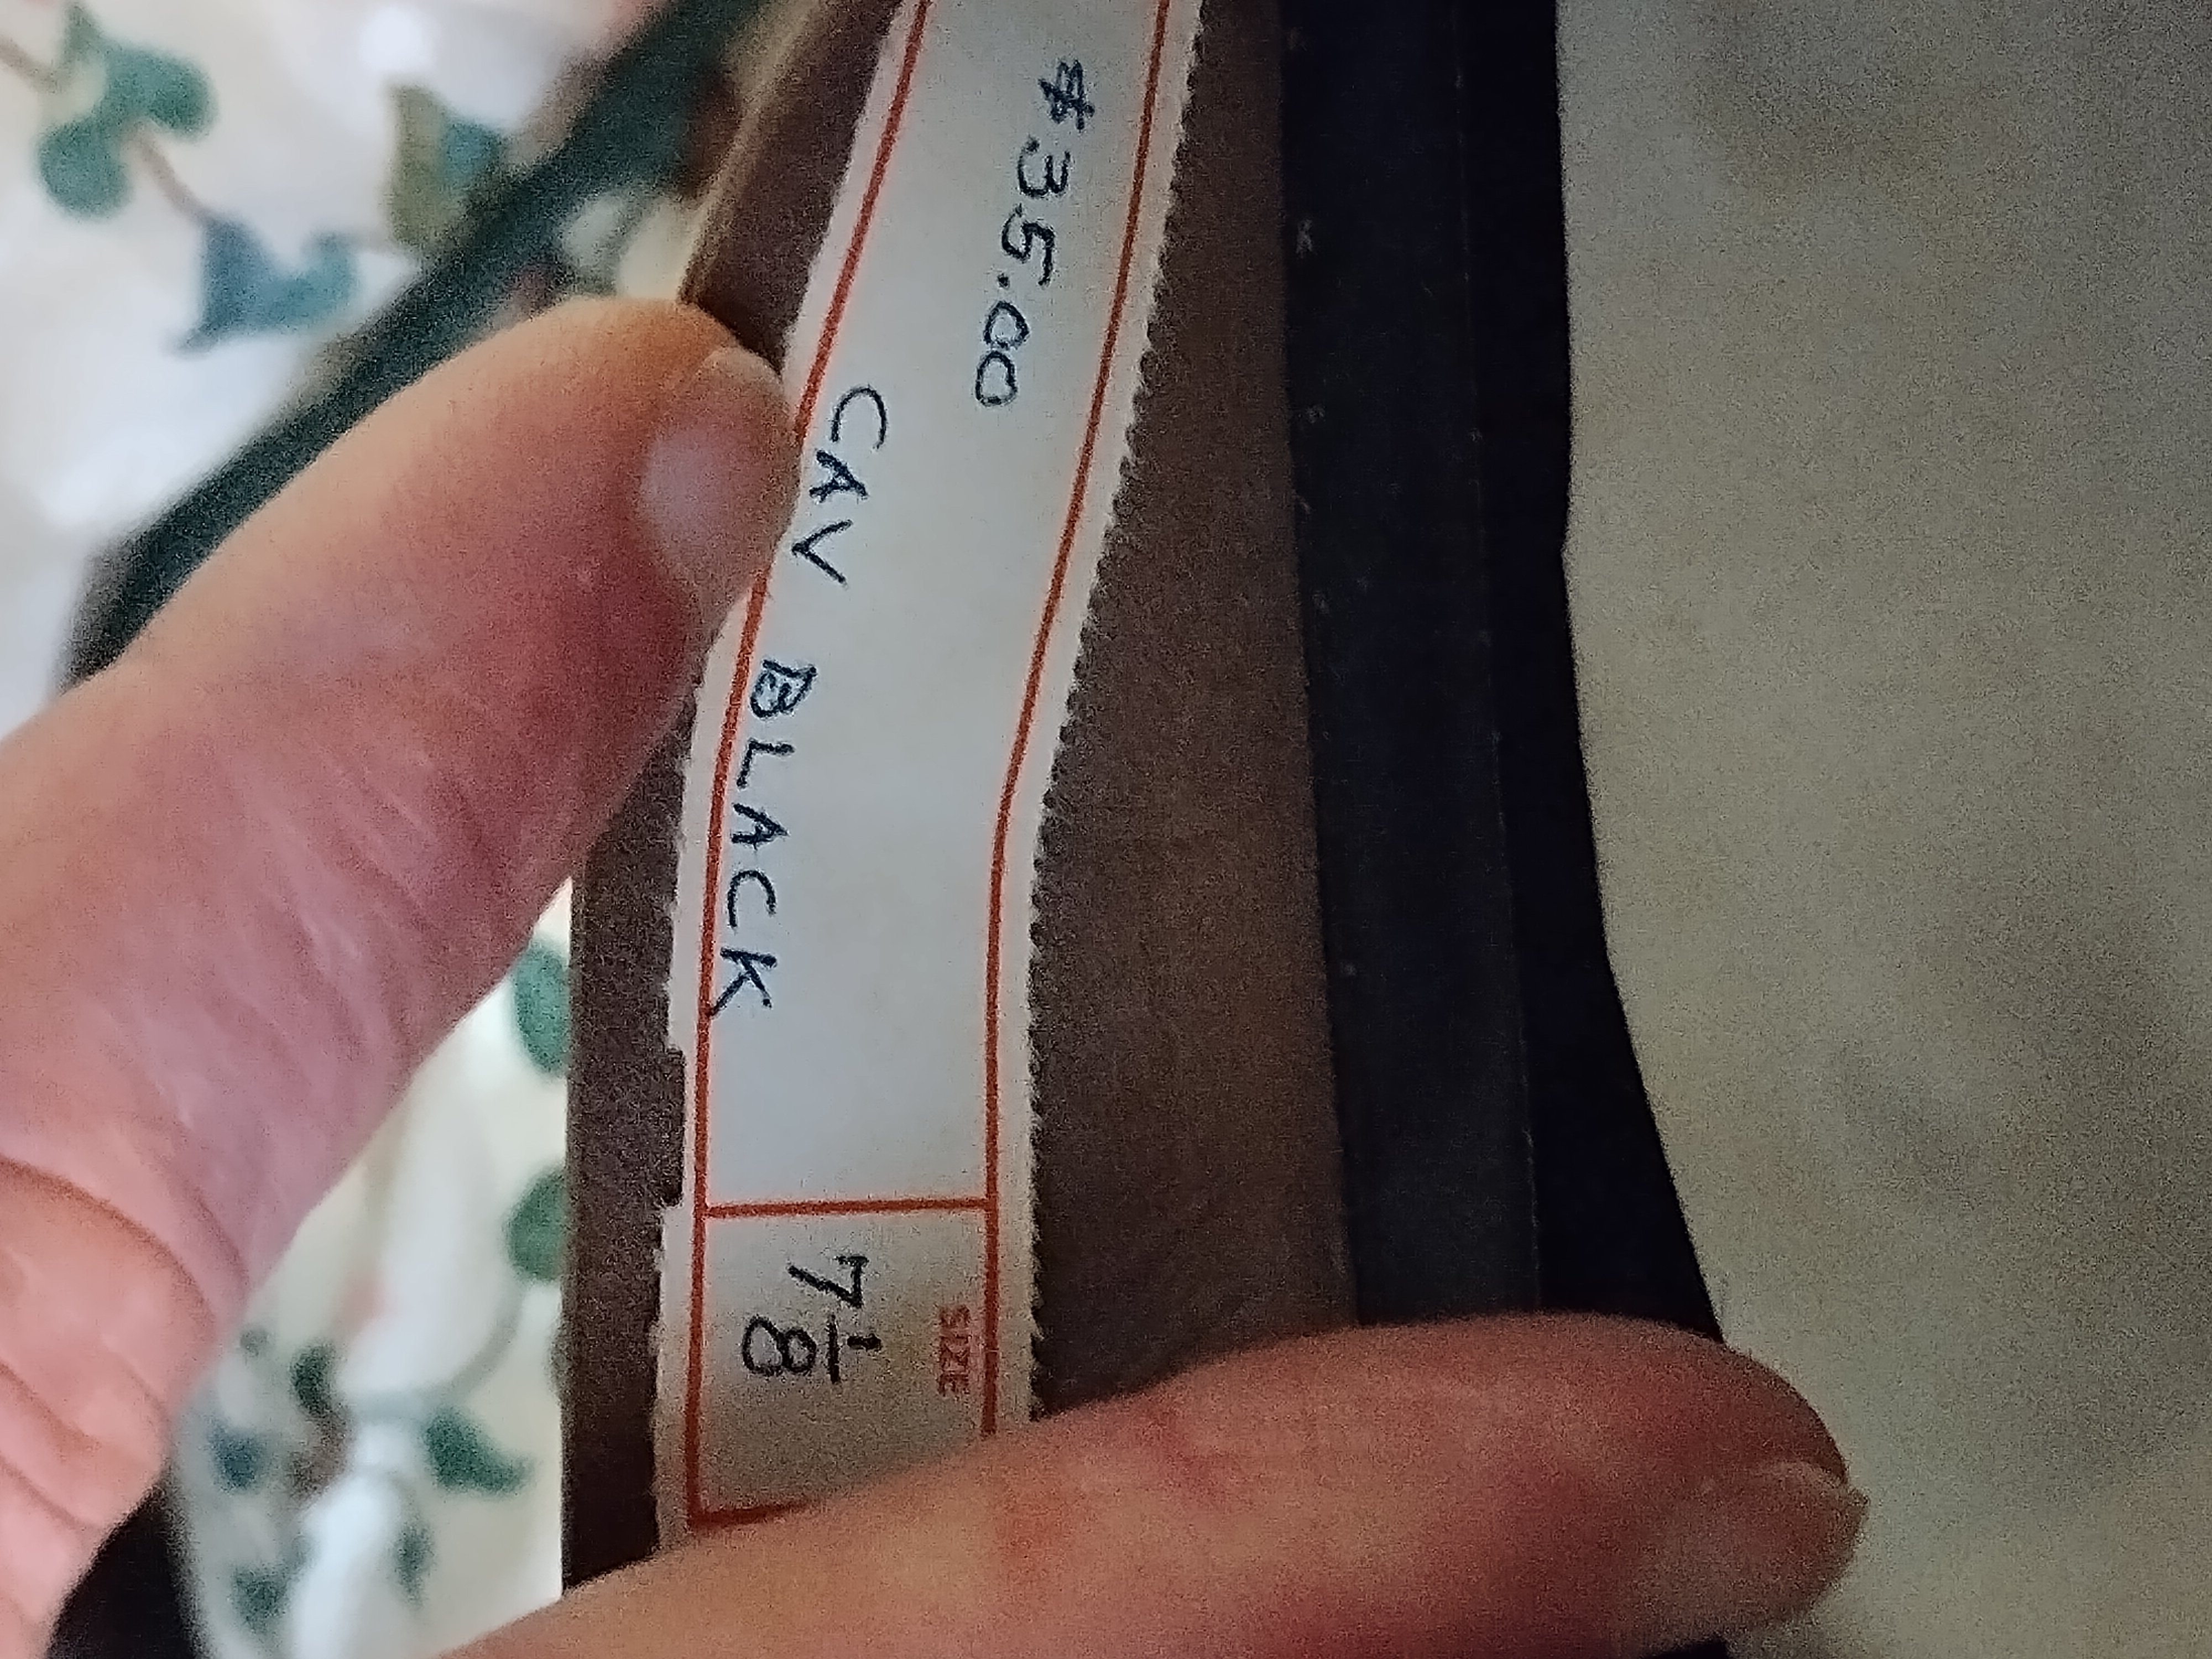 $35.00
CAV BLACK
SIZE
7 1/8